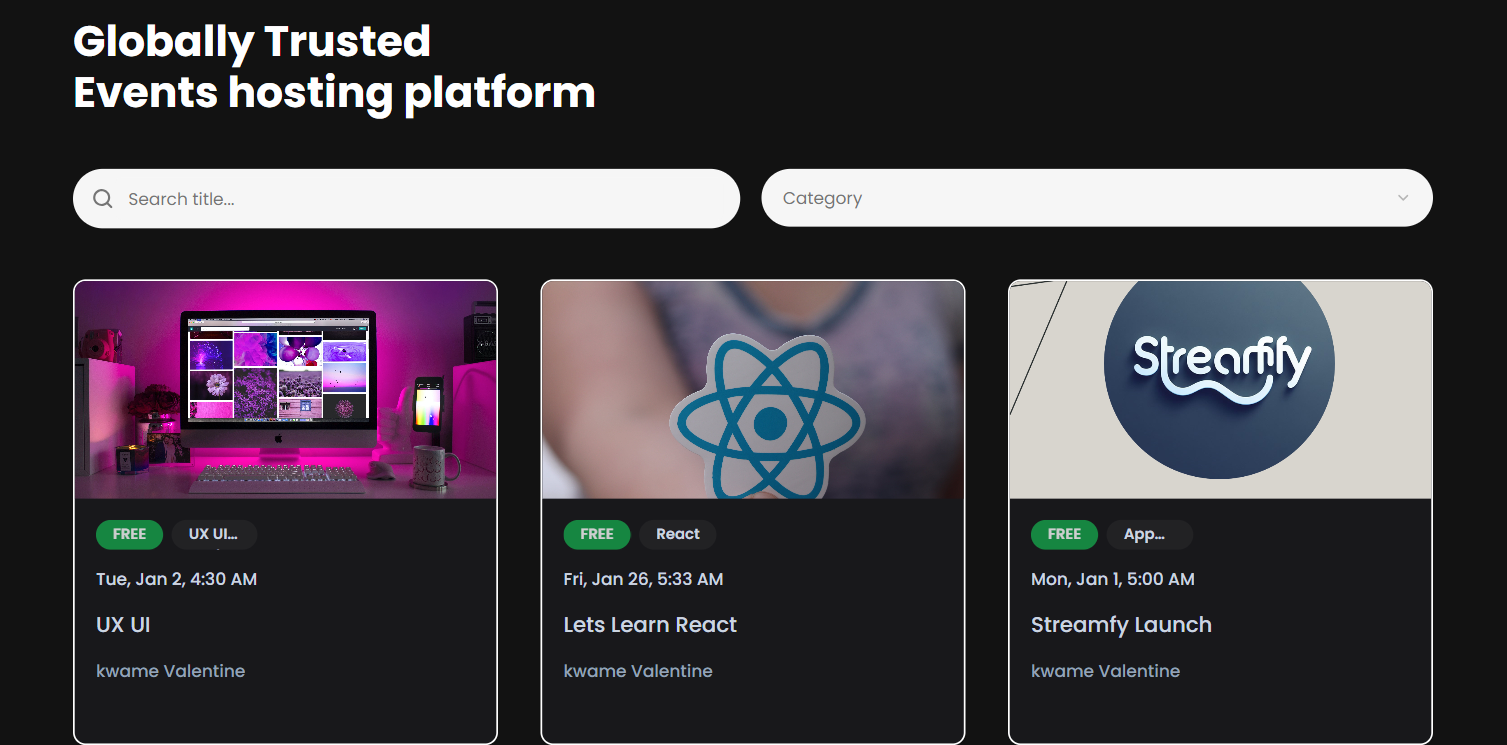 Globally Trusted
Events hosting platform
Search title...
Category
Streamfy
FREE
UX UI...
Tue, Jan 2, 4:30 AM
UX UI
kwame Valentine
FREE
React
Fri, Jan 26, 5:33 AM
Lets Learn React
kwame Valentine
FREE
App...
Mon, Jan 1, 5:00 AM
Streamfy Launch
kwame Valentine